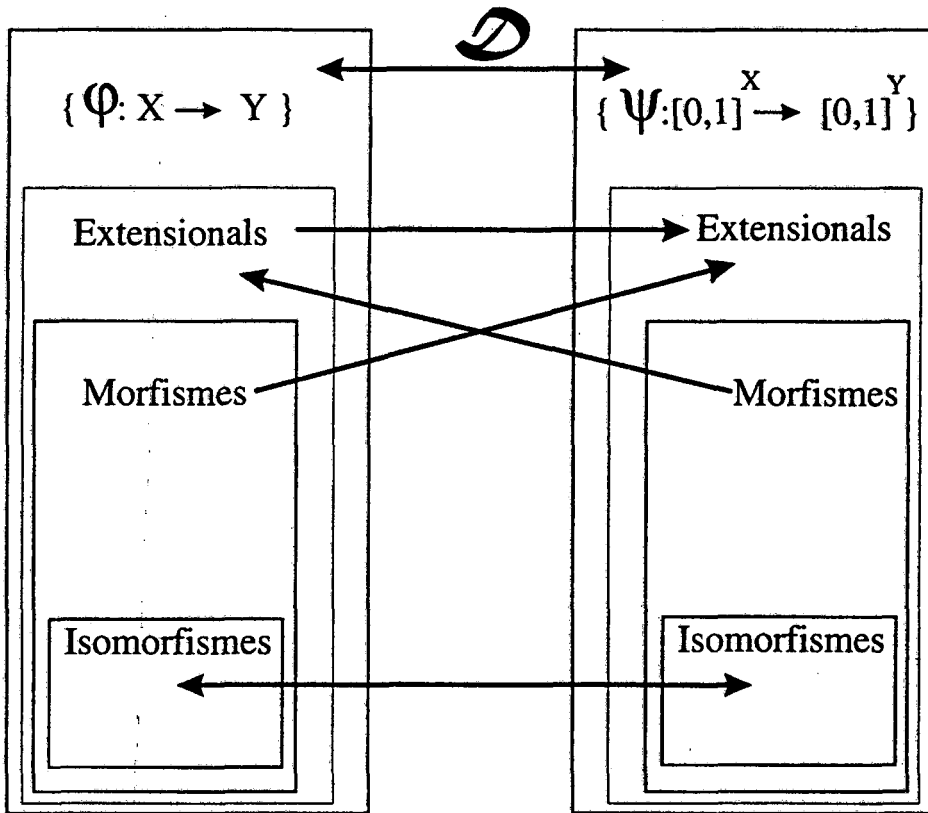 𝒟
{ φ: X → Y }
{ ψ:[0,1]^X → [0,1]^Y }
Extensionals
Extensionals
Morfismes
Morfismes
Isomorfismes
Isomorfismes